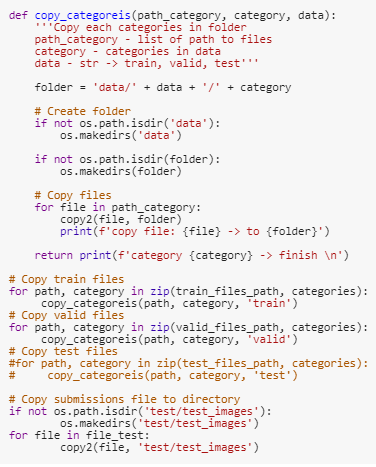 def copy_categoreis(path_category, category, data):
    '''Copy each categories in folder
    path_category - list of path to files
    category - categories in data
    data - str -> train, valid, test'''

    folder = 'data/' + data + '/' + category

    # Create folder
    if not os.path.isdir('data'):
        os.makedirs('data')

    if not os.path.isdir(folder):
        os.makedirs(folder)

    # Copy files
    for file in path_category:
        copy2(file, folder)
        print(f'copy file: {file} -> to {folder}')

    return print(f'category {category} -> finish \n')

# Copy train files
for path, category in zip(train_files_path, categories):
     copy_categoreis(path, category, 'train')
# Copy valid files
for path, category in zip(valid_files_path, categories):
     copy_categoreis(path, category, 'valid')
# Copy test files
#for path, category in zip(test_files_path, categories):
#     copy_categoreis(path, category, 'test')

# Copy submissions file to directory
if not os.path.isdir('test/test_images'):
        os.makedirs('test/test_images')
for file in file_test:
        copy2(file, 'test/test_images')